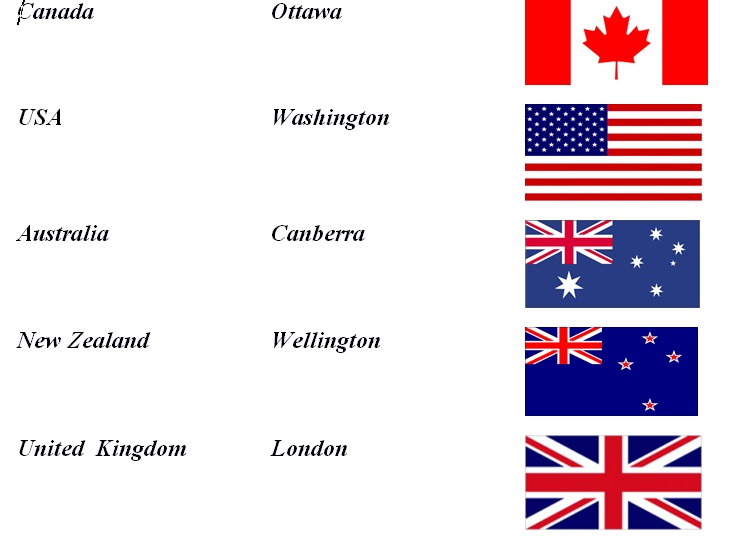 Canada Ottawa
USA Washington
Australia Canberra
New Zealand Wellington
United Kingdom London